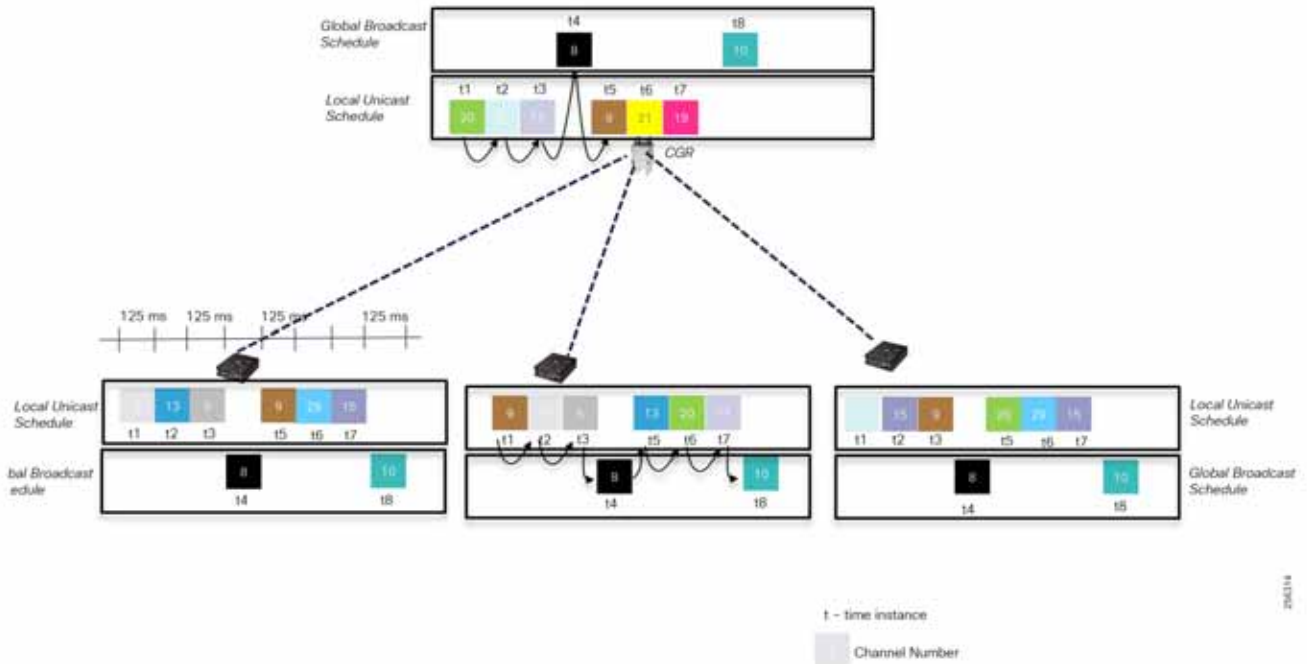 Global Broadcast
Schedule
t4
t8
8
10
Local Unicast
Schedule
t1 t2 t3 t5 t6 t7
20 9 21 19
CGR
125 ms 125 ms 125 ms 125 ms
Local Unicast
Schedule
13 9 29 15
t1 t2 t3 t5 t6 t7
bal Broadcast
edule
8
10
t4
t8
9 6 13 20
t1 t2 t3 t5 t6 t7
8
10
t4
t8
15 9 29 15
t1 t2 t3 t5 t6 t7
Local Unicast
Schedule
8
10
t4
t8
Global Broadcast
Schedule
t - time instance
Channel Number